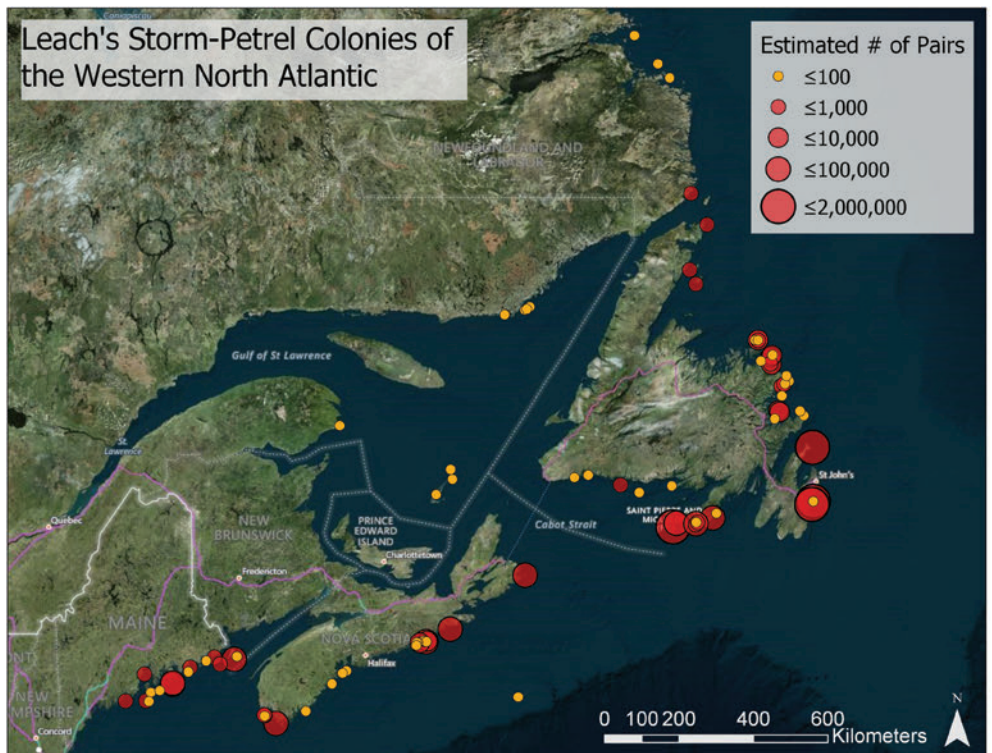 Leach's Storm-Petrel Colonies of
the Western North Atlantic
Estimated # of Pairs
≤100
≤1,000
≤10,000
≤100,000
≤2,000,000
NEWFOUNDLAND AND
LABRADOR
Gulf of St Lawrence
St.
Lawrence
Quebec
NEW
BRUNSWICK
PRINCE
EDWARD
ISLAND
Charlottetown
Cabot Strait
SAINT PIERRE AND
St John's
Fredericton
MAINE
NOVA SCOTIA
Halifax
NEW
MPSHIRE
Concord
N
0 100 200 400 600
Kilometers